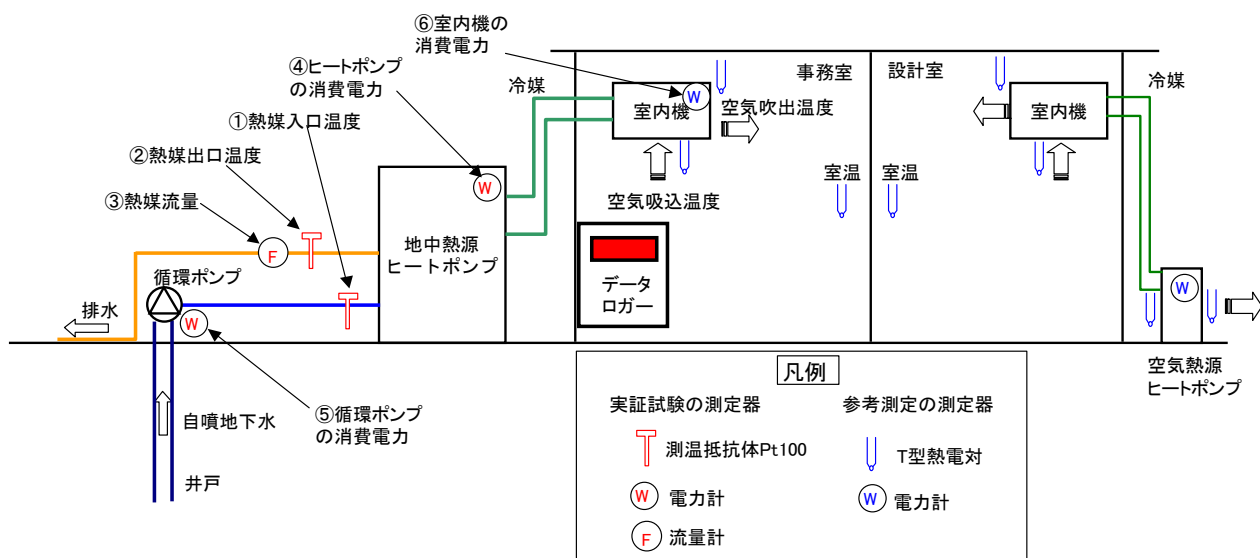 ⑥室内機の
消費電力
④ヒートポンプ
の消費電力
冷媒
事務室
設計室
冷媒
室内機
W
空気吹出温度
室内機
①熱媒入口温度
②熱媒出口温度
③熱媒流量
W
室温
室温
空気吸込温度
地中熱源
ヒートポンプ
F
循環ポンプ
データ
ロガー
W
排水
W
自噴地下水
⑤循環ポンプ
の消費電力
井戸
空気熱源
ヒートポンプ
凡例
実証試験の測定器
参考測定の測定器
測温抵抗体Pt100
T型熱電対
W
電力計
W
電力計
F
流量計